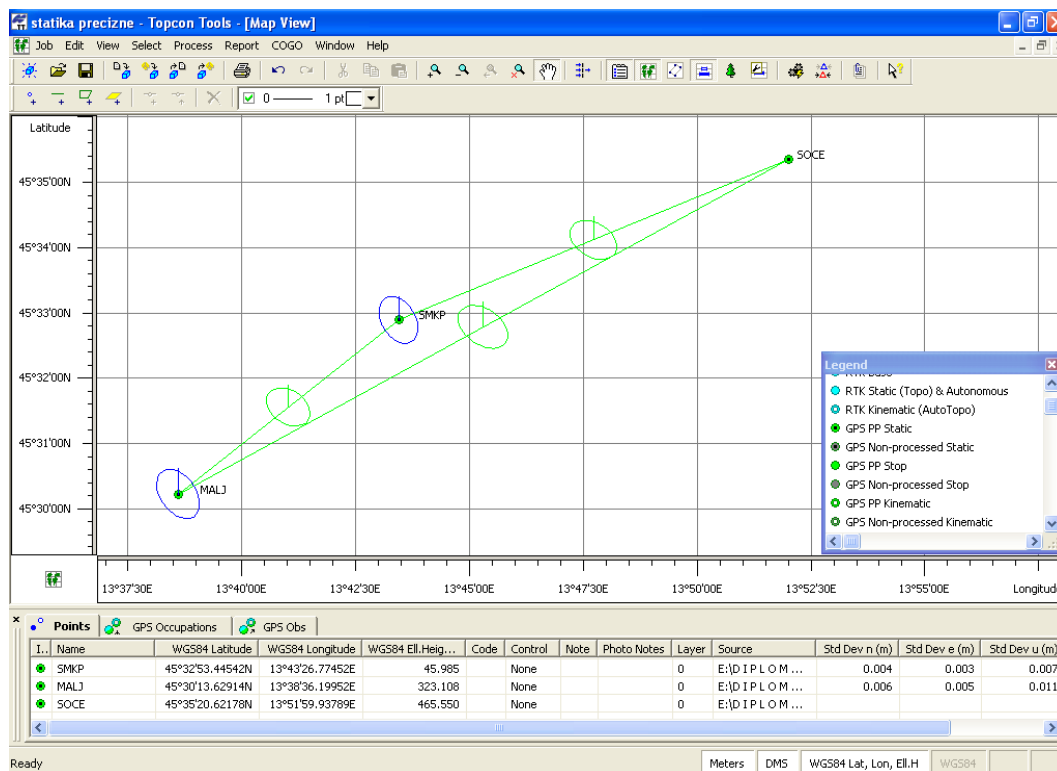 statika precizne - Topcon Tools - [Map View]
Job Edit View Select Process Report COGO Window Help
0 1 pt
Latitude
45°35'00N
45°34'00N
45°33'00N
45°32'00N
45°31'00N
45°30'00N
SOCE
SMKP
MALJ
Legend
RTK Base
RTK Static (Topo) & Autonomous
RTK Kinematic (AutoTopo)
GPS PP Static
GPS Non-processed Static
GPS PP Stop
GPS Non-processed Stop
GPS PP Kinematic
GPS Non-processed Kinematic
13°37'30E 13°40'00E 13°42'30E 13°45'00E 13°47'30E 13°50'00E 13°52'30E 13°55'00E 13°57'30E Longitud
Points GPS Occupations GPS Obs
I.. Name WGS84 Latitude WGS84 Longitude WGS84 Ell.Heig... Code Control Note Photo Notes Layer Source Std Dev n (m) Std Dev e (m) Std Dev u (m)
SMKP 45°32'53.44542N 13°43'26.77452E 45.985 None 0 E:\D I P L O M ... 0.004 0.003 0.007
MALJ 45°30'13.62914N 13°38'36.19952E 323.108 None 0 E:\D I P L O M ... 0.006 0.005 0.011
SOCE 45°35'20.62178N 13°51'59.93789E 465.550 None 0 E:\D I P L O M ...
Ready Meters DMS WGS84 Lat, Lon, Ell.H WGS84